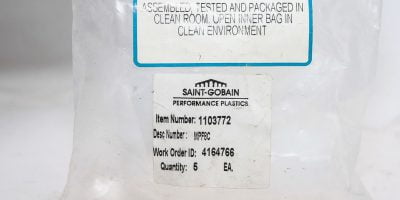 ASSEMBLED, TESTED AND PACKAGED IN
CLEAN ROOM. OPEN INNER BAG IN
CLEAN ENVIRONMENT
SAINT-GOBAIN
PERFORMANCE PLASTICS
Item Number: 1103772
Desc Number: MPF8C
Work Order ID: 4164766
Quantity: 5 EA.